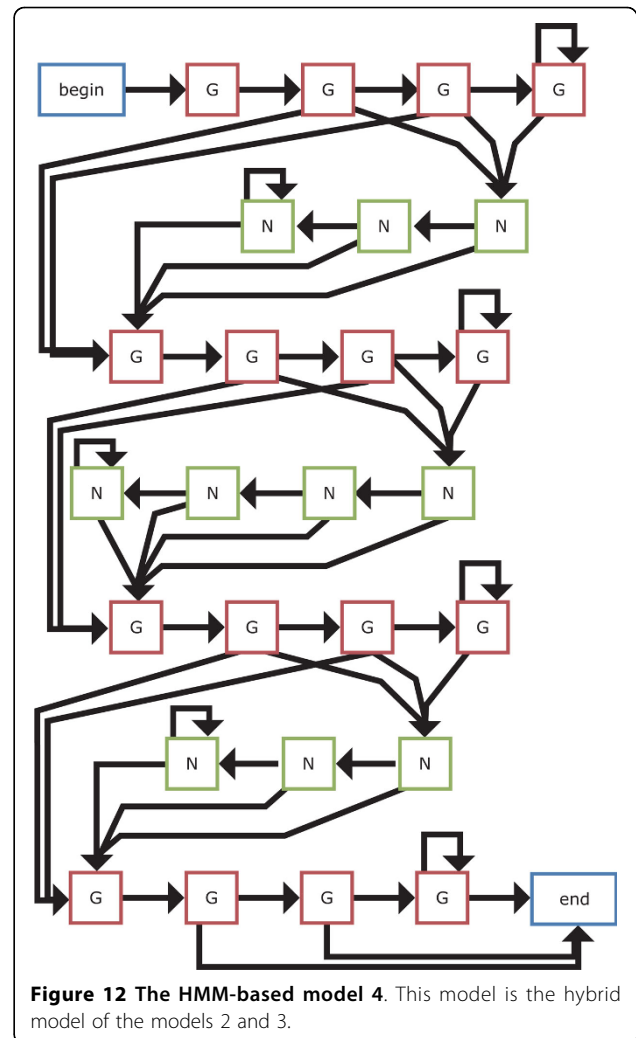 begin G G G G
N N N
G G G G
N N N N
G G G G
N N N
G G G G end
Figure 12 The HMM-based model 4. This model is the hybrid
model of the models 2 and 3.